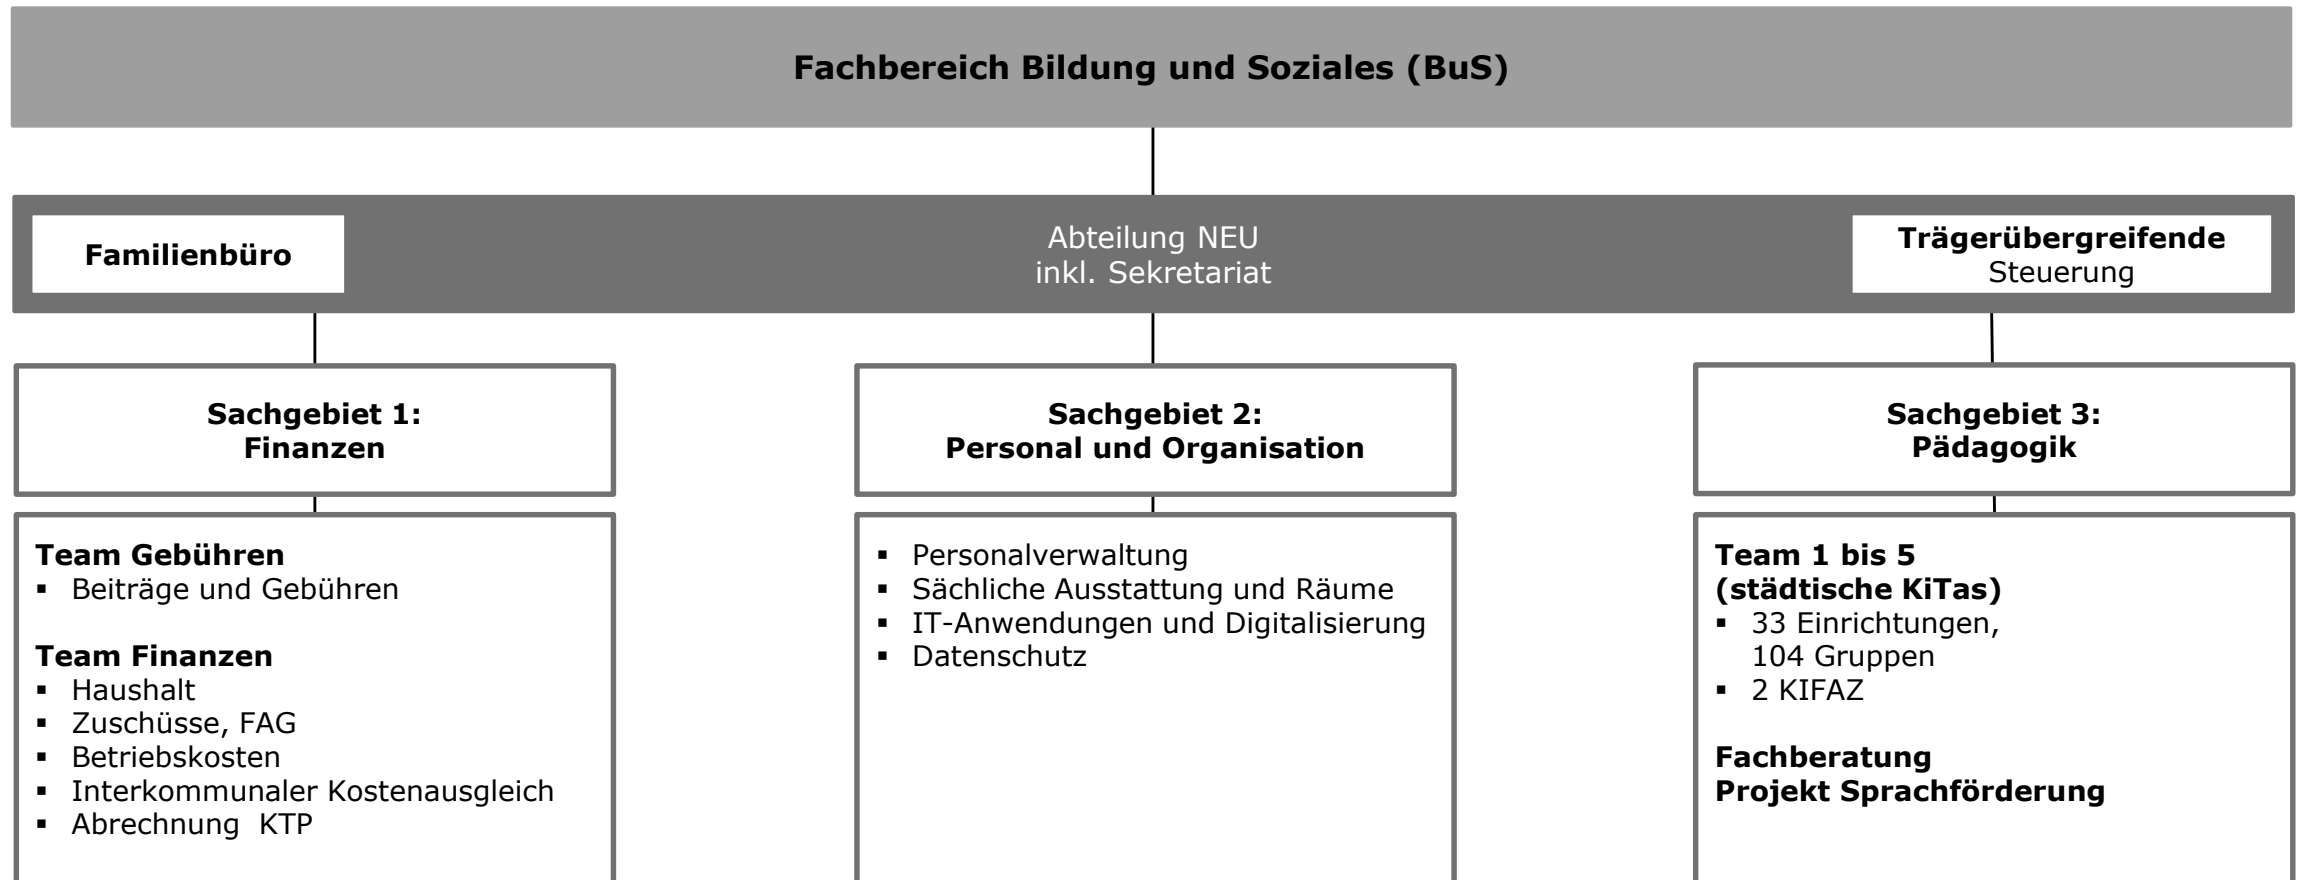 Fachbereich Bildung und Soziales (BuS)
Familienbüro
Abteilung NEU
inkl. Sekretariat
Trägerübergreifende
Steuerung
Sachgebiet 1:
Finanzen
Sachgebiet 2:
Personal und Organisation
Sachgebiet 3:
Pädagogik
Team Gebühren
▪ Beiträge und Gebühren
Team Finanzen
▪ Haushalt
▪ Zuschüsse, FAG
▪ Betriebskosten
▪ Interkommunaler Kostenausgleich
▪ Abrechnung  KTP
▪ Personalverwaltung
▪ Sächliche Ausstattung und Räume
▪ IT-Anwendungen und Digitalisierung
▪ Datenschutz
Team 1 bis 5
(städtische KiTas)
▪ 33 Einrichtungen,
104 Gruppen
▪ 2 KIFAZ
Fachberatung
Projekt Sprachförderung